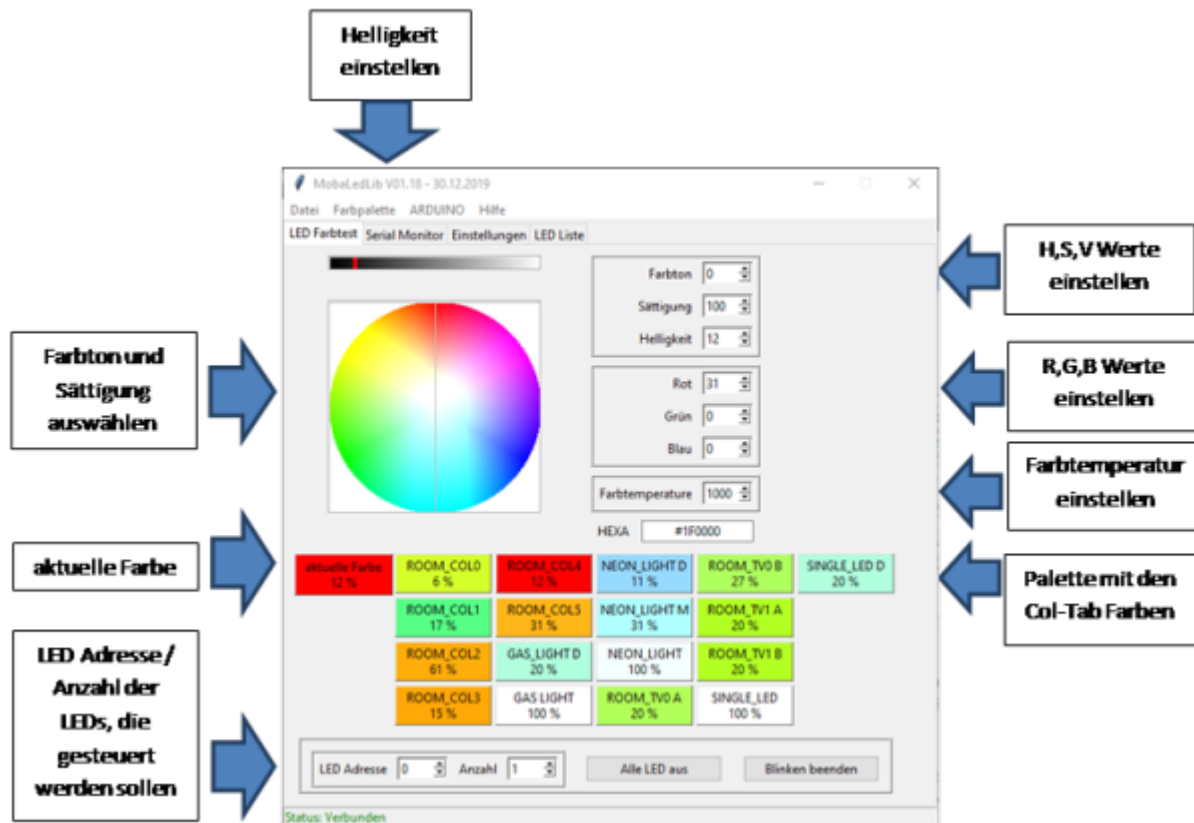 Helligkeit
einstellen
MobaLedLib V01.18 - 30.12.2019
Datei Farbpalette ARDUINO Hilfe
LED Farbtest Serial Monitor Einstellungen LED Liste
Farbton 0
Sättigung 100
Helligkeit 12
H,S,V Werte
einstellen
Farbton und
Sättigung
auswählen
Rot 31
Grün 0
Blau 0
R,G,B Werte
einstellen
Farbtemperature 1000
Farbtemperatur
einstellen
HEXA #1F0000
aktuelle Farbe
aktuelle Farbe ROOM_COL0 ROOM_COL4 NEON_LIGHT D ROOM_TV0 B SINGLE_LED D
12 % 6 % 12 % 11 % 27 % 20 %
ROOM_COL1 ROOM_COL5 NEON_LIGHT M ROOM_TV1 A
17 % 31 % 31 % 20 %
ROOM_COL2 GAS_LIGHT D NEON_LIGHT ROOM_TV1 B
61 % 20 % 100 % 20 %
ROOM_COL3 GAS LIGHT ROOM_TV0 A SINGLE_LED
15 % 100 % 20 % 100 %
Palette mit den
Col-Tab Farben
LED Adresse /
Anzahl der
LEDs, die
gesteuert
werden sollen
LED Adresse 0 Anzahl 1 Alle LED aus Blinken beenden
Status: Verbunden